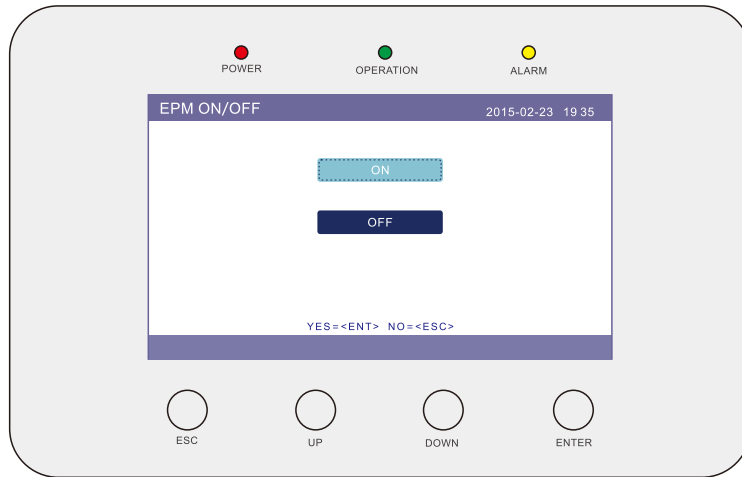 POWER OPERATION ALARM
EPM ON/OFF 2015-02-23 19 35
ON
OFF
YES=<ENT> NO=<ESC>
ESC UP DOWN ENTER